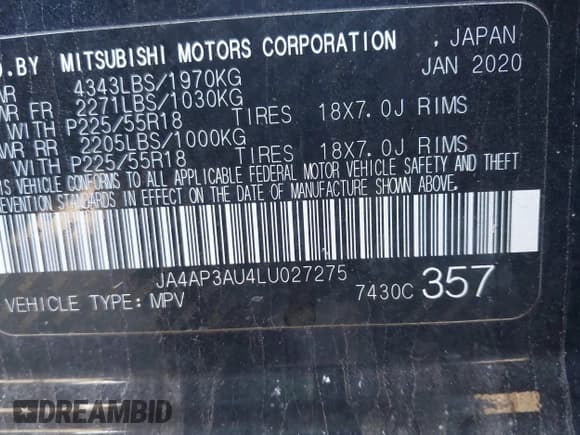 D.BY MITSUBISHI MOTORS CORPORATION , JAPAN
4343LBS/1970KG JAN 2020
WR FR 2271LBS/1030KG
WITH P225/55R18 TIRES 18X7.0J RIMS
WR RR 2205LBS/1000KG
WITH P225/55R18 TIRES 18X7.0J RIMS
IS VEHICLE CONFORMS TO ALL APPLICABLE FEDERAL MOTOR VEHICLE SAFETY AND THEFT
EVENTION STANDARDS IN EFFECT ON THE DATE OF MANUFACTURE SHOWN ABOVE.
JA4AP3AU4LU027275
VEHICLE TYPE:MPV 7430C 357
DREAMBID